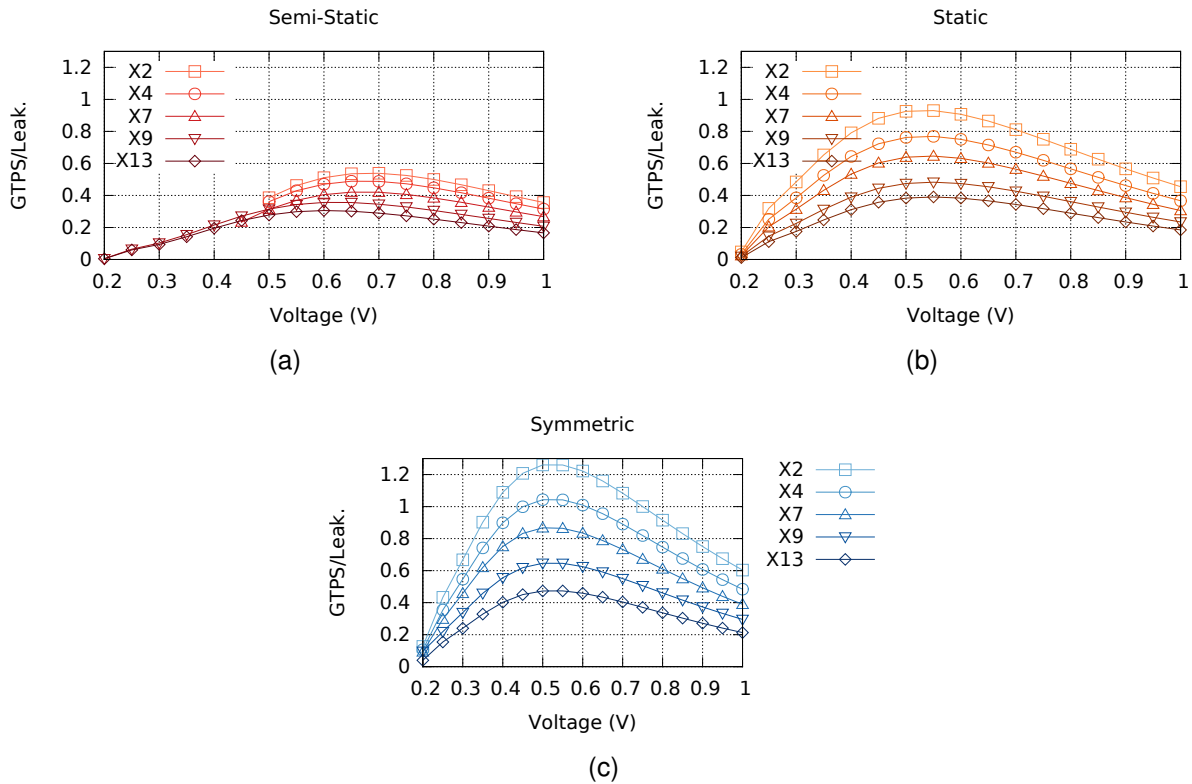 Semi-Static
GTPS/Leak.
1.2
1
0.8
0.6
0.4
0.2
0
X2
X4
X7
X9
X13
0.2 0.3 0.4 0.5 0.6 0.7 0.8 0.9 1
Voltage (V)
(a)
Static
GTPS/Leak.
1.2
1
0.8
0.6
0.4
0.2
0
X2
X4
X7
X9
X13
0.2 0.3 0.4 0.5 0.6 0.7 0.8 0.9 1
Voltage (V)
(b)
Symmetric
GTPS/Leak.
1.2
1
0.8
0.6
0.4
0.2
0
0.2 0.3 0.4 0.5 0.6 0.7 0.8 0.9 1
Voltage (V)
X2
X4
X7
X9
X13
(c)